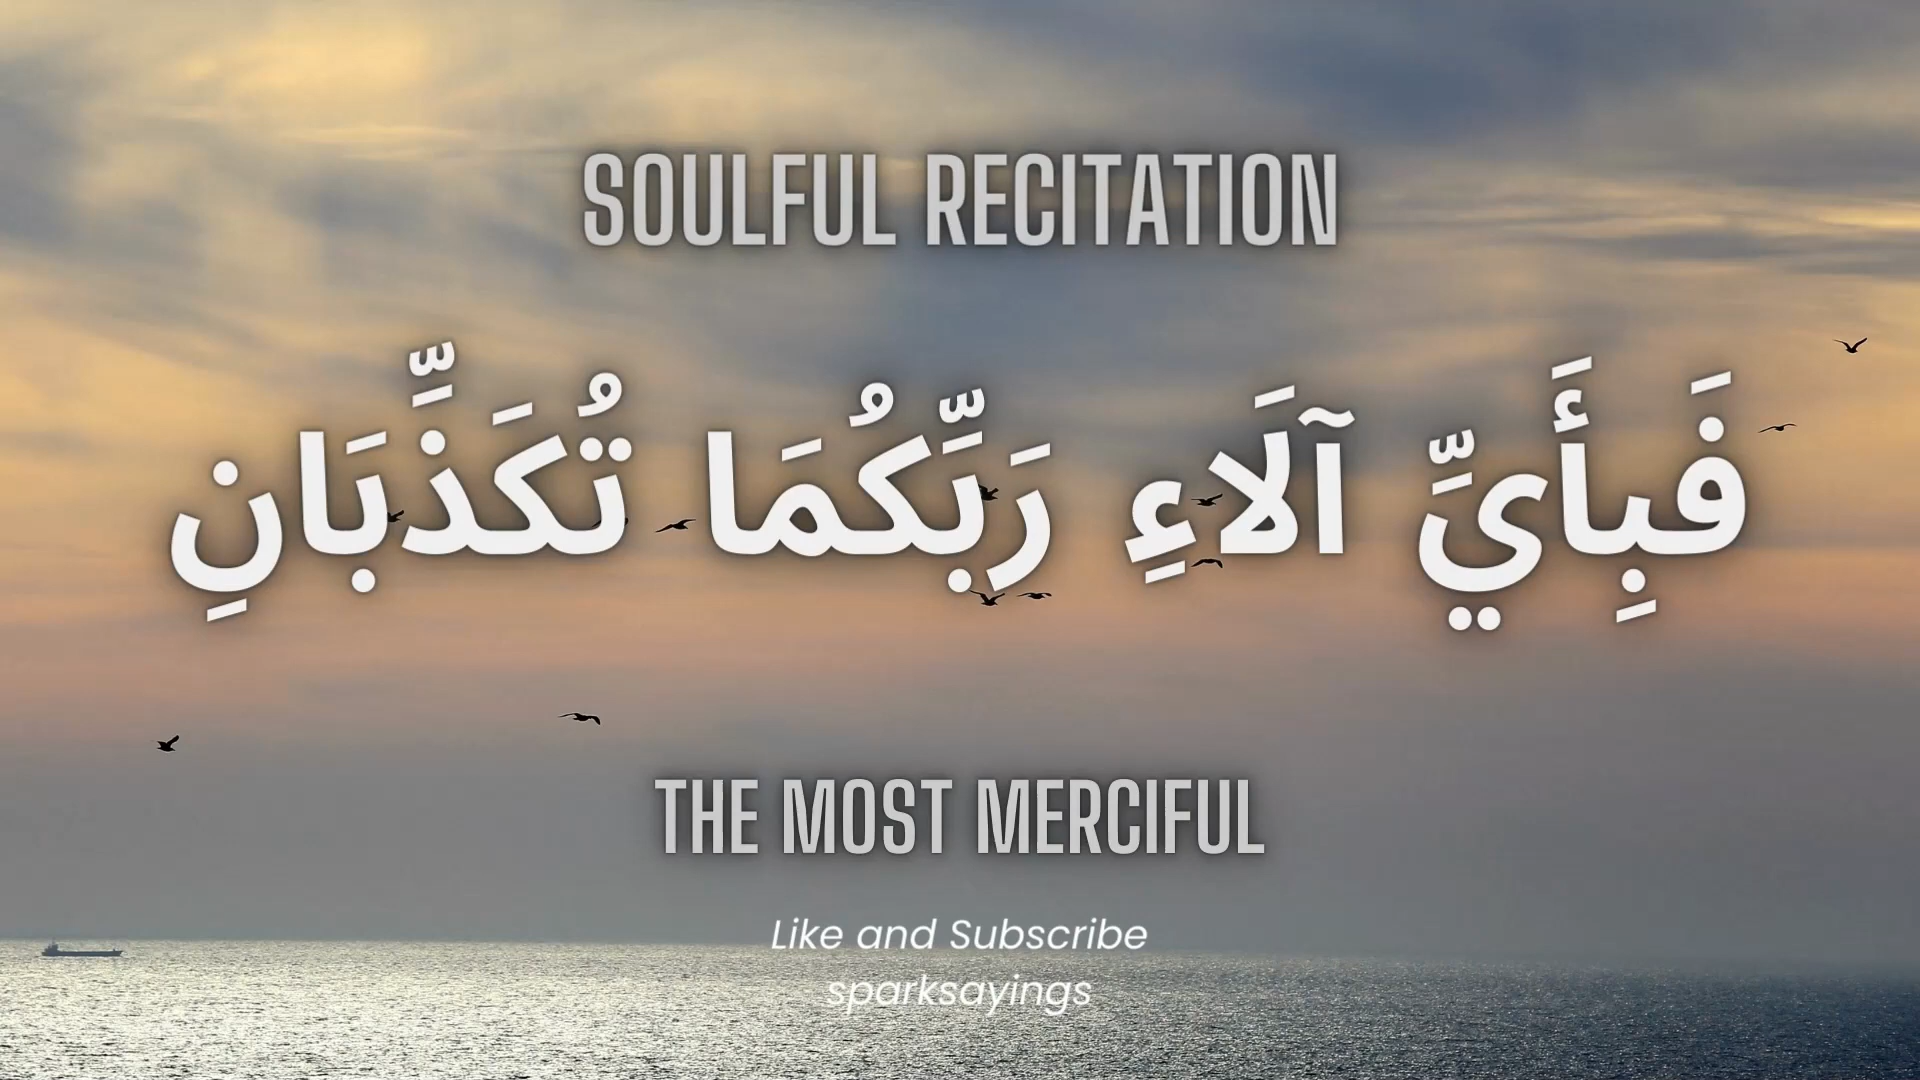 SOULFUL RECITATION
فَبِأَيِّ آلَاءِ رَبِّكُمَا تُكَذِّبَانِ
THE MOST MERCIFUL
Like and Subscribe
sparksayings